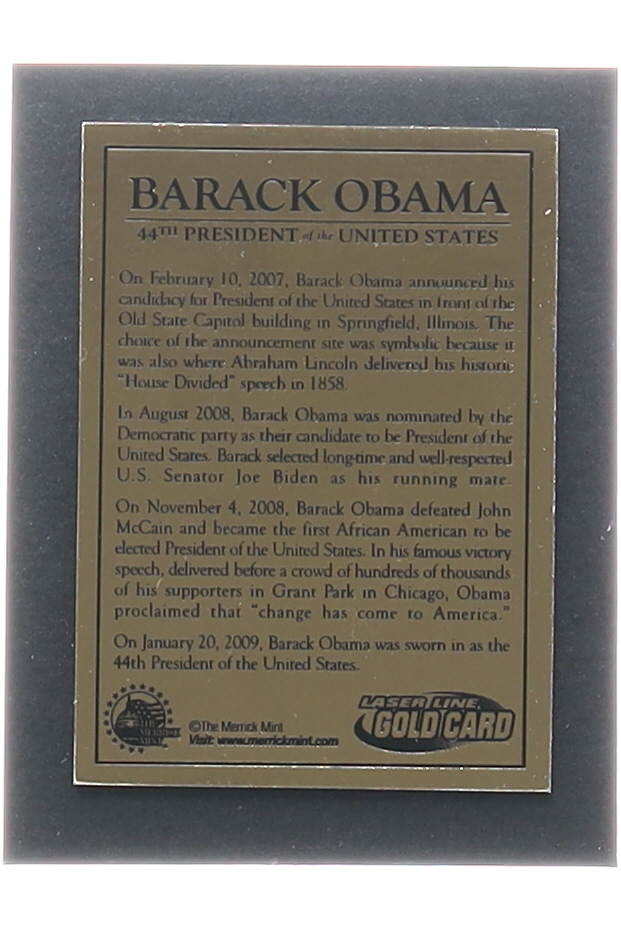 BARACK OBAMA
44TH PRESIDENT of the UNITED STATES
On February 10, 2007, Barack Obama announced his
candidacy for President of the United States in front of the
Old State Capitol building in Springfield, Illinois. The
choice of the announcement site was symbolic because it
was also where Abraham Lincoln delivered his historic
“House Divided” speech in 1858.
In August 2008, Barack Obama was nominated by the
Democratic party as their candidate to be President of the
United States. Barack selected long-time and well-respected
U.S. Senator Joe Biden as his running mate.
On November 4, 2008, Barack Obama defeated John
McCain and became the first African American to be
elected President of the United States. In his famous victory
speech, delivered before a crowd of hundreds of thousands
of his supporters in Grant Park in Chicago, Obama
proclaimed that “change has come to America.”
On January 20, 2009, Barack Obama was sworn in as the
44th President of the United States.
THE
MERRICK
MINT
©The Merrick Mint
Visit: www.merrickmint.com
LASER LINE
GOLD CARD